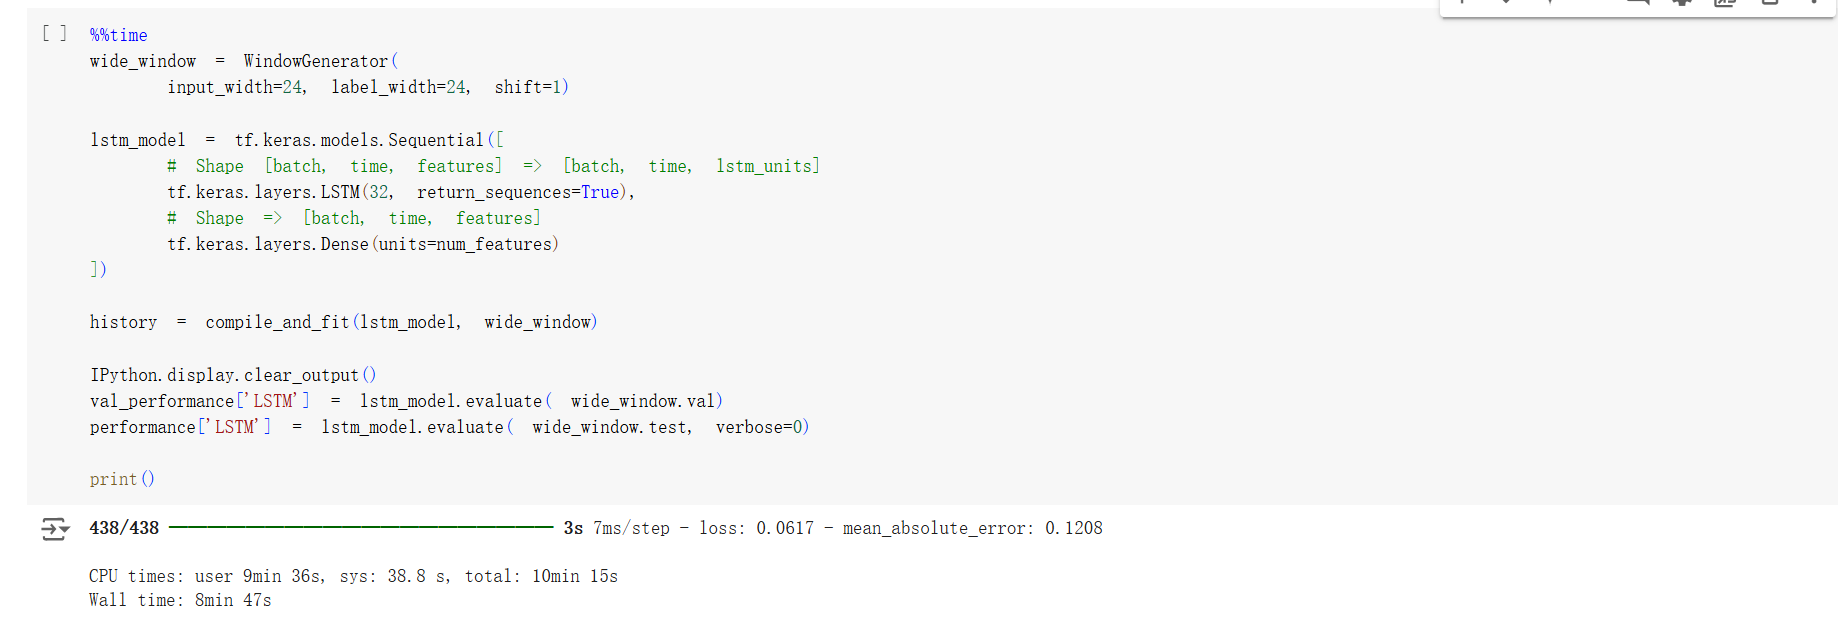 [ ] %%time
wide_window = WindowGenerator(
input_width=24, label_width=24, shift=1)
lstm_model = tf.keras.models.Sequential([
# Shape [batch, time, features] => [batch, time, lstm_units]
tf.keras.layers.LSTM(32, return_sequences=True),
# Shape => [batch, time, features]
tf.keras.layers.Dense(units=num_features)
])
history = compile_and_fit(lstm_model, wide_window)
IPython.display.clear_output()
val_performance['LSTM'] = lstm_model.evaluate( wide_window.val)
performance['LSTM'] = lstm_model.evaluate( wide_window.test, verbose=0)
print()
438/438 ━━━━━━━━━━━━━━━━━━━━ 3s 7ms/step - loss: 0.0617 - mean_absolute_error: 0.1208
CPU times: user 9min 36s, sys: 38.8 s, total: 10min 15s
Wall time: 8min 47s